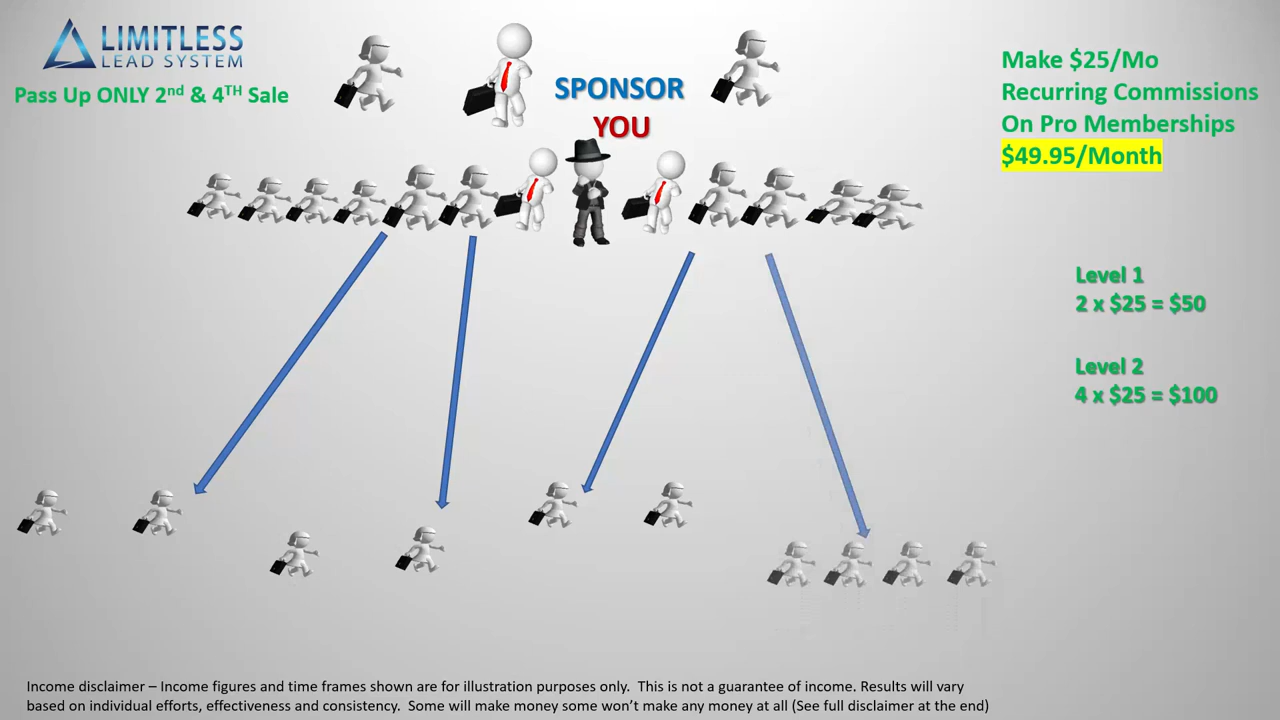 LIMITLESS
LEAD SYSTEM
Pass Up ONLY 2nd & 4TH Sale
SPONSOR
YOU
Make $25/Mo
Recurring Commissions
On Pro Memberships
$49.95/Month
Level 1
2 x $25 = $50
Level 2
4 x $25 = $100
Income disclaimer – Income figures and time frames shown are for illustration purposes only.  This is not a guarantee of income. Results will vary
based on individual efforts, effectiveness and consistency.  Some will make money some won't make any money at all (See full disclaimer at the end)